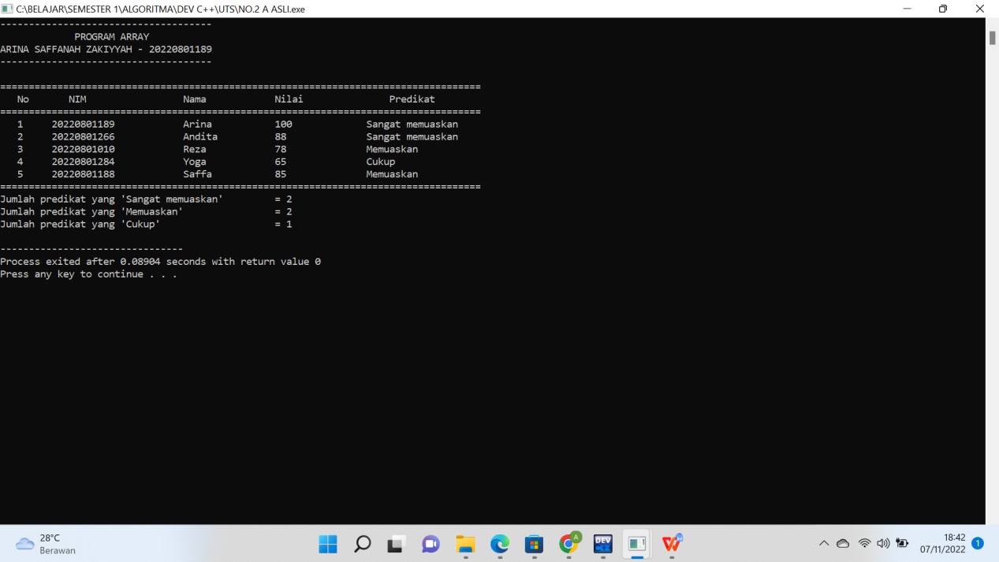 C:\BELAJAR\SEMESTER 1\ALGORITMA\DEV C++\UTS\NO.2 A ASLI.exe
-------------------------------------
PROGRAM ARRAY
ARINA SAFFANAH ZAKIYYAH - 20220801189
-------------------------------------
====================================================================================
No NIM Nama Nilai Predikat
====================================================================================
1 20220801189 Arina 100 Sangat memuaskan
2 20220801266 Andita 88 Sangat memuaskan
3 20220801010 Reza 78 Memuaskan
4 20220801284 Yoga 65 Cukup
5 20220801188 Saffa 85 Memuaskan
====================================================================================
Jumlah predikat yang 'Sangat memuaskan' = 2
Jumlah predikat yang 'Memuaskan' = 2
Jumlah predikat yang 'Cukup' = 1
--------------------------------
Process exited after 0.08904 seconds with return value 0
Press any key to continue . . .
28°C
Berawan
A
DEV
C++
W
18:42
07/11/2022
1